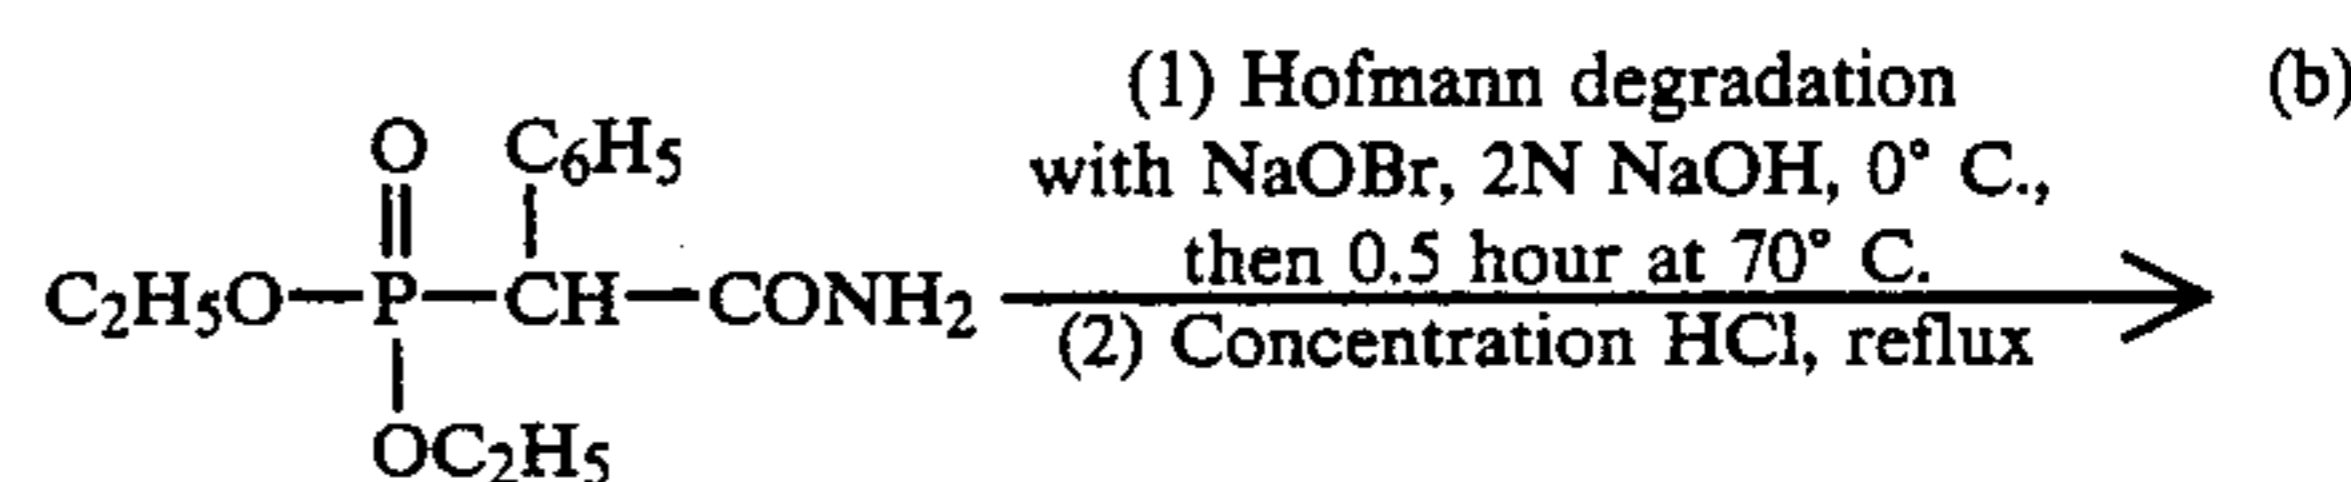 (1) Hofmann degradation (b)
with NaOBr, 2N NaOH, 0° C.,
then 0.5 hour at 70° C.
(2) Concentration HCl, reflux
O C₆H₅
C₂H₅O—P—CH—CONH₂
OC₂H₅